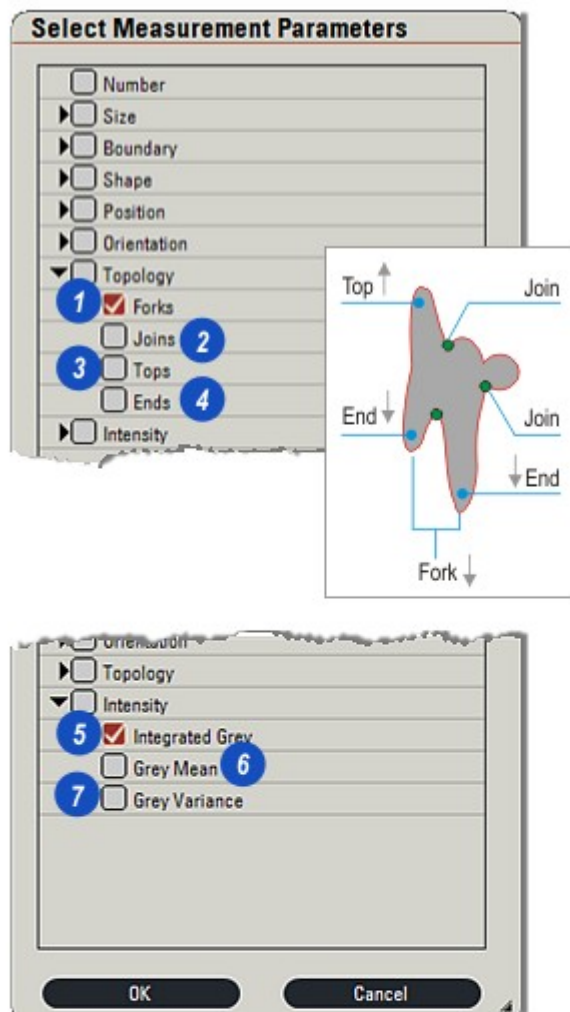 Select Measurement Parameters
Number
Size
Boundary
Shape
Position
Orientation
Topology
1 Forks
Joins 2
3 Tops
Ends 4
Intensity
Top Join
End Join
End
Fork
Orientation
Topology
Intensity
5 Integrated Grey
Grey Mean 6
7 Grey Variance
OK Cancel